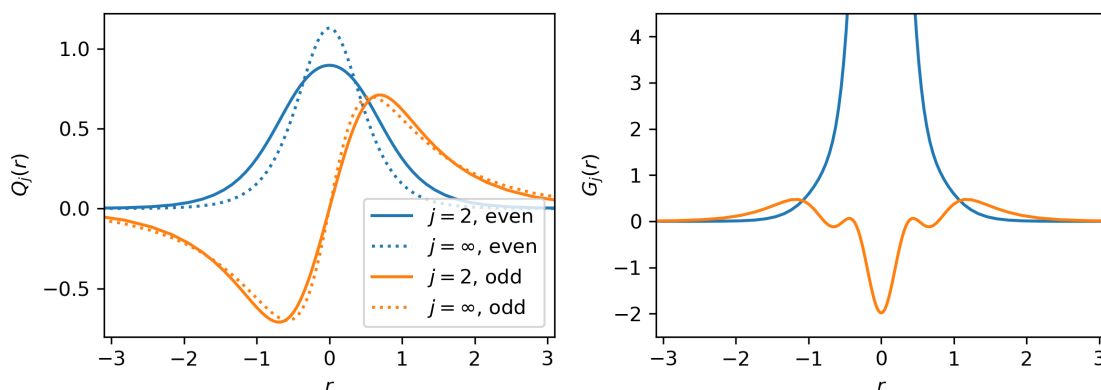 1.0
0.5
0.0
−0.5
Q_j(r)
−3 −2 −1 0 1 2 3
r
j = 2, even
j = ∞, even
j = 2, odd
j = ∞, odd
4
3
2
1
0
−1
−2
G_j(r)
−3 −2 −1 0 1 2 3
r